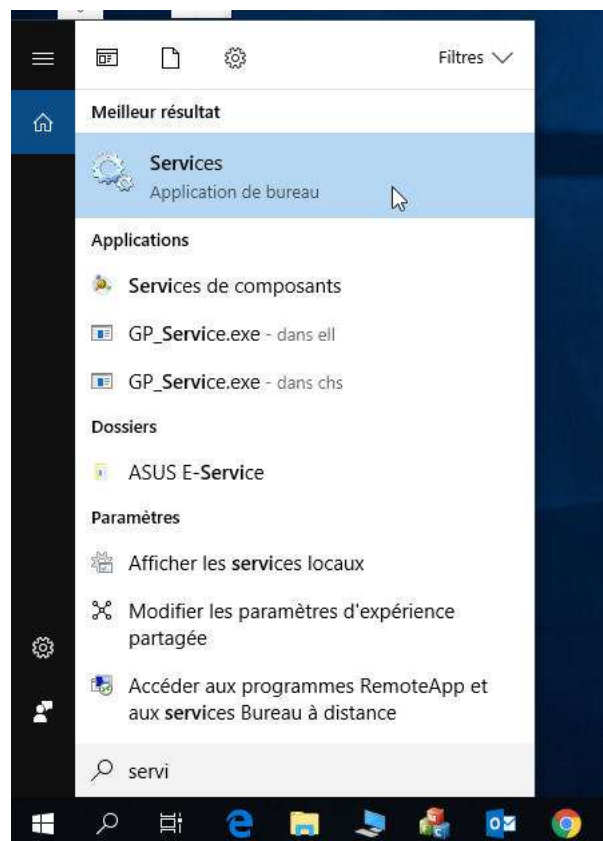 Filtres
Meilleur résultat
Services
Application de bureau
Applications
Services de composants
GP_Service.exe - dans ell
GP_Service.exe - dans chs
Dossiers
ASUS E-Service
Paramètres
Afficher les services locaux
Modifier les paramètres d'expérience
partagée
Accéder aux programmes RemoteApp et
aux services Bureau à distance
servi